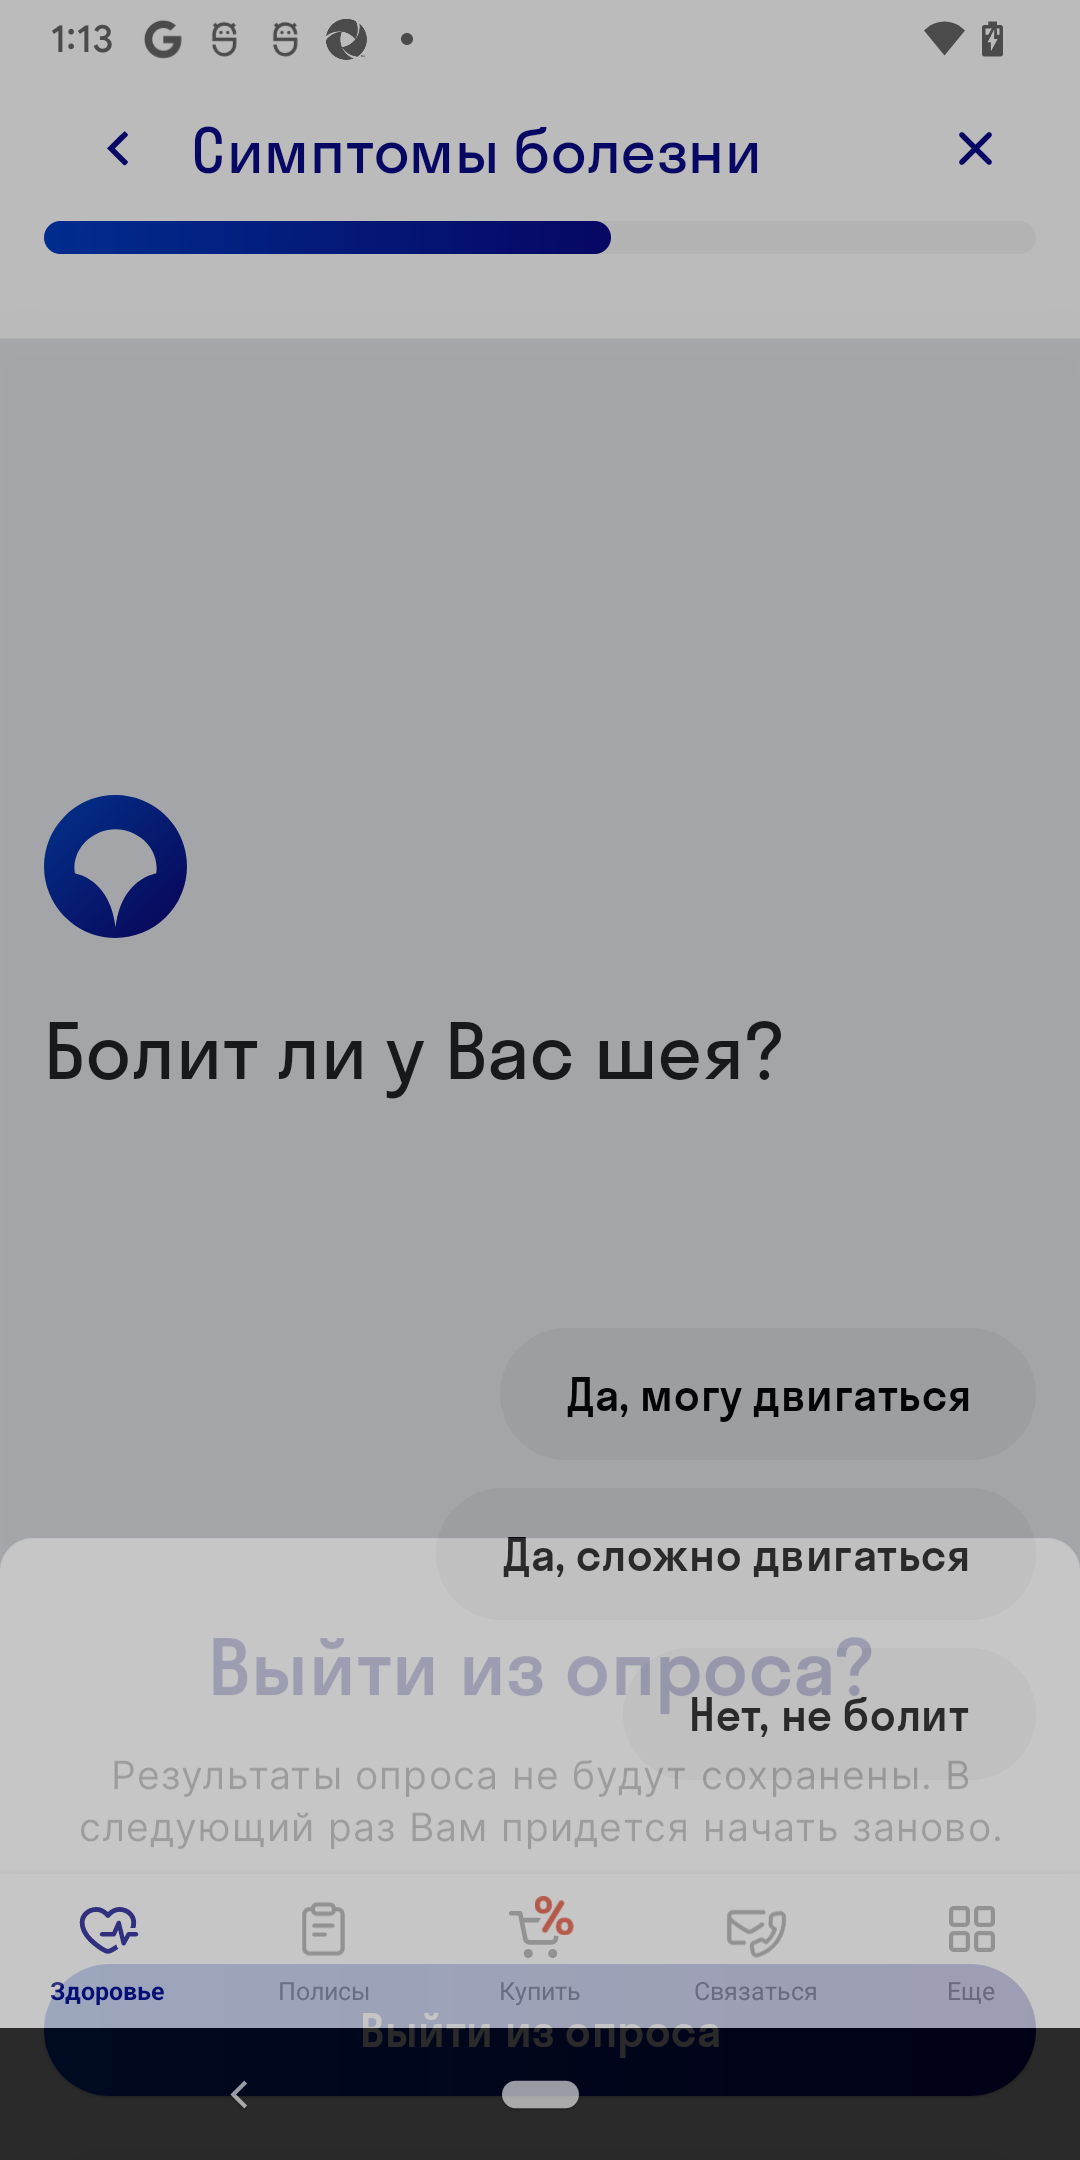 1:13
Симптомы болезни
Болит ли у Вас шея?
Да, могу двигаться
Да, сложно двигаться
Выйти из опроса?
Нет, не болит
Результаты опроса не будут сохранены. В
следующий раз Вам придется начать заново.
%
Здоровье Полисы Купить Связаться Еще
Выйти из опроса